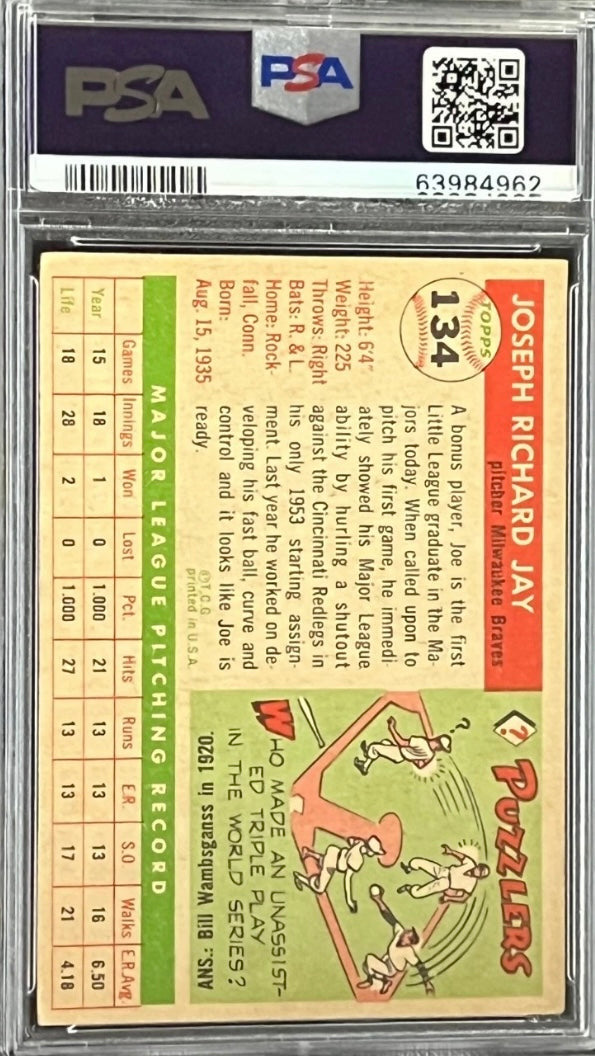 PSA
PSA
63984962
JOSEPH RICHARD JAY
pitcher Milwaukee Braves
TOPPS
134
Height: 6'4"
Weight: 225
Throws: Right
Bats: R. & L.
Home: Rock-
fall, Conn.
Born:
Aug. 15, 1935
A bonus player, Joe is the first
Little League graduate in the Ma-
jors today. When called upon to
pitch his first game, he immedi-
ately showed his Major League
ability by hurling a shutout
against the Cincinnati Redlegs in
his only 1953 starting assign-
ment. Last year he worked on de-
veloping his fast ball, curve and
control and it looks like Joe is
ready.
© T.C.G.
printed in U.S.A.
? PUZZLERS
?
WHO MADE AN UNASSIST-
ED TRIPLE PLAY
IN THE WORLD SERIES?
ANS: Bill Wambsganss in 1920.
MAJOR LEAGUE PITCHING RECORD
Games Innings Won Lost Pct. Hits Runs E.R. S.O. Walks E.R.Avg.
Year 15 18 1 0 1.000 21 13 13 13 16 6.50
Life 18 28 2 0 1.000 27 13 13 17 21 4.18